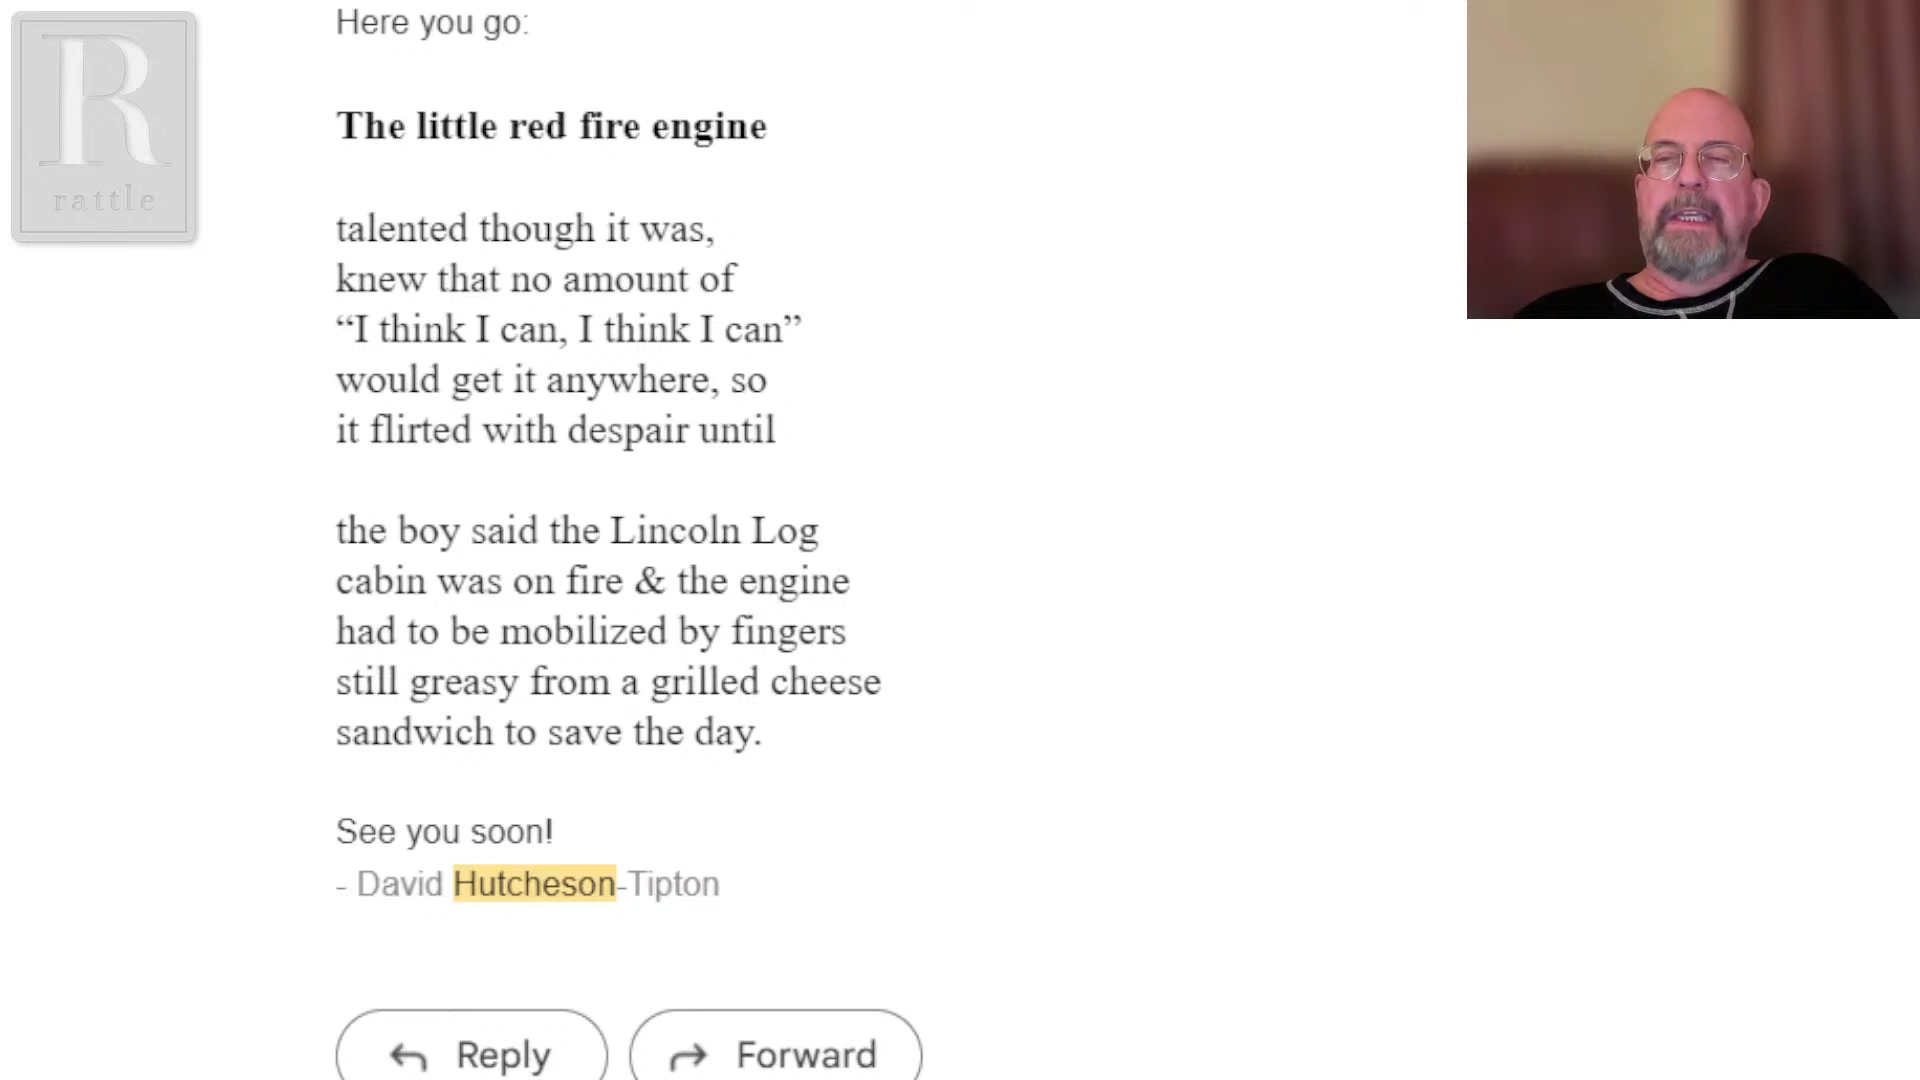 R
rattle
Here you go:
The little red fire engine
talented though it was,
knew that no amount of
“I think I can, I think I can”
would get it anywhere, so
it flirted with despair until
the boy said the Lincoln Log
cabin was on fire & the engine
had to be mobilized by fingers
still greasy from a grilled cheese
sandwich to save the day.
See you soon!
- David Hutcheson-Tipton
Reply
Forward